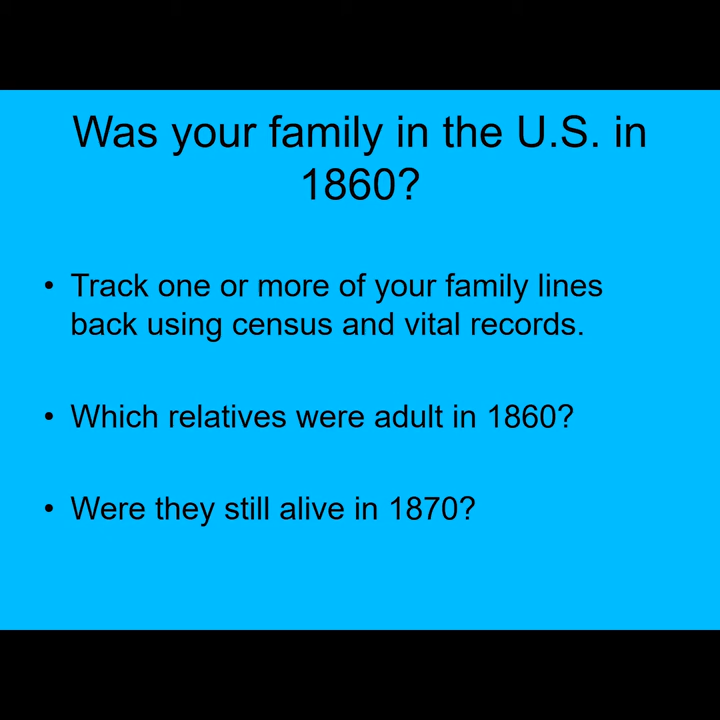 Was your family in the U.S. in
1860?
• Track one or more of your family lines
back using census and vital records.
• Which relatives were adult in 1860?
• Were they still alive in 1870?